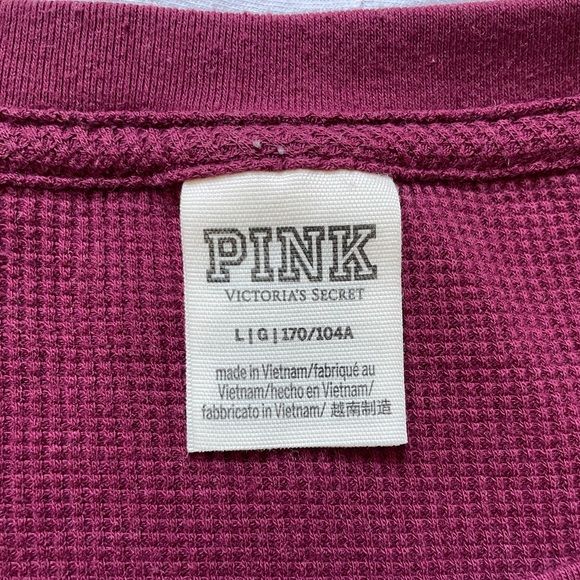 PINK
VICTORIA'S SECRET
L | G | 170/104A
made in Vietnam/fabriqué au
Vietnam/hecho en Vietnam/
fabbricato in Vietnam/ 越南制造